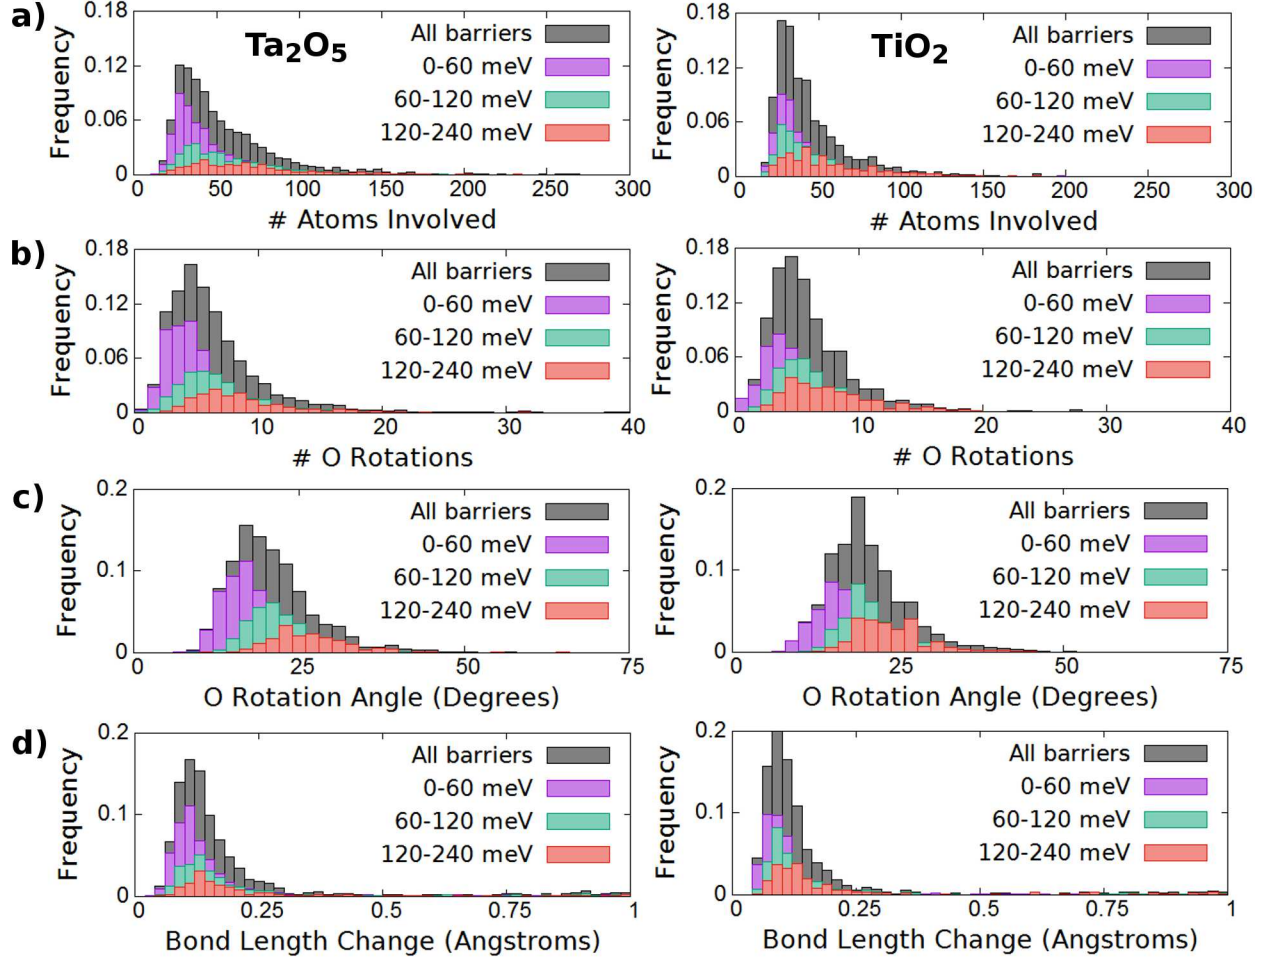 a)
Ta₂O₅
Frequency
0.18
0.12
0.06
0
All barriers
0-60 meV
60-120 meV
120-240 meV
0 50 100 150 200 250 300
# Atoms Involved
TiO₂
Frequency
0.18
0.12
0.06
0
All barriers
0-60 meV
60-120 meV
120-240 meV
0 50 100 150 200 250 300
# Atoms Involved
b)
Frequency
0.18
0.12
0.06
0
All barriers
0-60 meV
60-120 meV
120-240 meV
0 10 20 30 40
# O Rotations
Frequency
0.18
0.12
0.06
0
All barriers
0-60 meV
60-120 meV
120-240 meV
0 10 20 30 40
# O Rotations
c)
Frequency
0.2
0.1
0
All barriers
0-60 meV
60-120 meV
120-240 meV
0 25 50 75
O Rotation Angle (Degrees)
Frequency
0.2
0.1
0
All barriers
0-60 meV
60-120 meV
120-240 meV
0 25 50 75
O Rotation Angle (Degrees)
d)
Frequency
0.2
0.1
0
All barriers
0-60 meV
60-120 meV
120-240 meV
0 0.25 0.5 0.75 1
Bond Length Change (Angstroms)
Frequency
0.2
0.1
0
All barriers
0-60 meV
60-120 meV
120-240 meV
0 0.25 0.5 0.75 1
Bond Length Change (Angstroms)